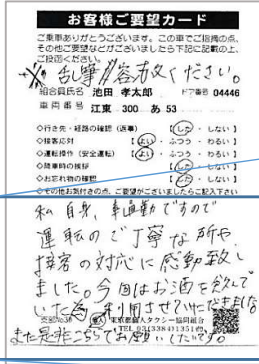 お客様ご要望カード
ご乗車ありがとうございます。この車でご指摘の点、
その他ご要望などがございましたら下記に記載の上、
ご投函ください。
乱筆ご容赦ください。
組合員氏名 池田 孝太郎 ドア番号 04446
車両番号 江東 300 あ 53
◇行き先・経路の確認(返事) 【 した ・ しない 】
◇接客応対 【 よい ・ ふつう ・ わるい 】
◇運転操作(安全運転) 【 よい ・ ふつう ・ わるい 】
◇降車時の挨拶 【 した ・ しない 】
◇お忘れ物の確認 【 した ・ しない 】
◇その他お気付きの点、ご要望がございましたらご記入下さい
私自身、車通勤ですので
運転のご丁寧な所や
接客の対応に感動致し
ました。今回はお酒を飲んで
いた為利用させていただきました
東京都個人タクシー協同組合
また是非こちらでお願いしたいです。